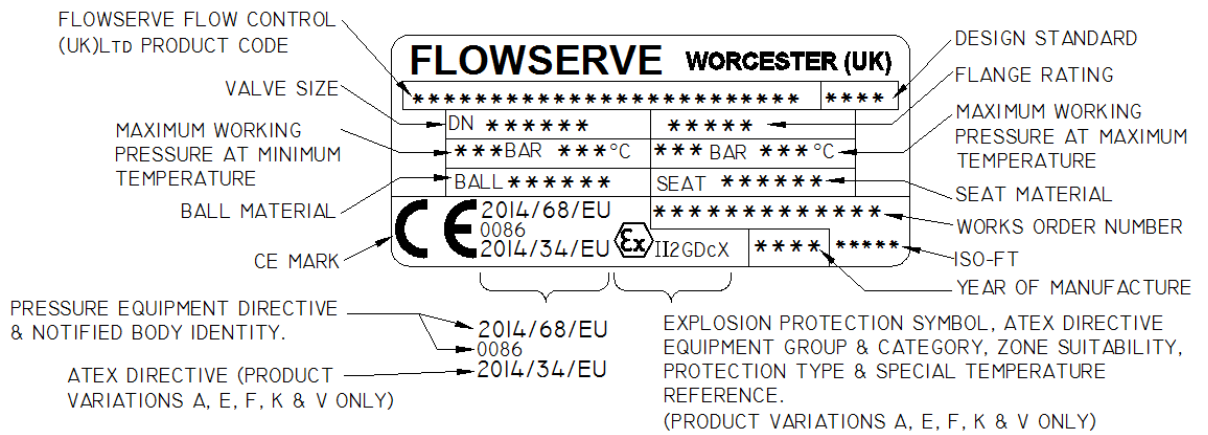 FLOWSERVE FLOW CONTROL
(UK)LTD PRODUCT CODE
VALVE SIZE
MAXIMUM WORKING
PRESSURE AT MINIMUM
TEMPERATURE
BALL MATERIAL
CE MARK
FLOWSERVE WORCESTER (UK)
************************** ****
DN ****** *****
***BAR ***°C *** BAR ***°C
BALL ****** SEAT ******
CE 2014/68/EU *************
0086
2014/34/EU Ex II2GDcX **** *****
DESIGN STANDARD
FLANGE RATING
MAXIMUM WORKING
PRESSURE AT MAXIMUM
TEMPERATURE
SEAT MATERIAL
WORKS ORDER NUMBER
ISO-FT
YEAR OF MANUFACTURE
PRESSURE EQUIPMENT DIRECTIVE
& NOTIFIED BODY IDENTITY.
ATEX DIRECTIVE (PRODUCT
VARIATIONS A, E, F, K & V ONLY)
2014/68/EU
0086
2014/34/EU
EXPLOSION PROTECTION SYMBOL, ATEX DIRECTIVE
EQUIPMENT GROUP & CATEGORY, ZONE SUITABILITY,
PROTECTION TYPE & SPECIAL TEMPERATURE
REFERENCE.
(PRODUCT VARIATIONS A, E, F, K & V ONLY)